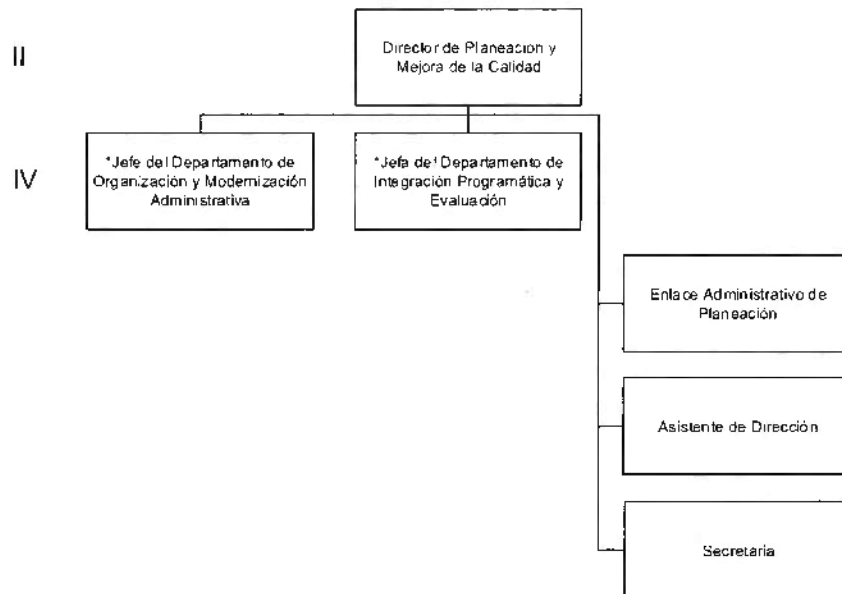 II
Director de Planeacion y
Mejora de la Calidad
IV
*Jefe del Departamento de
Organización y Modernización
Administrativa
*Jefa del Departamento de
Integración Programática y
Evaluación
Enlace Administrativo de
Planeación
Asistente de Dirección
Secretaria